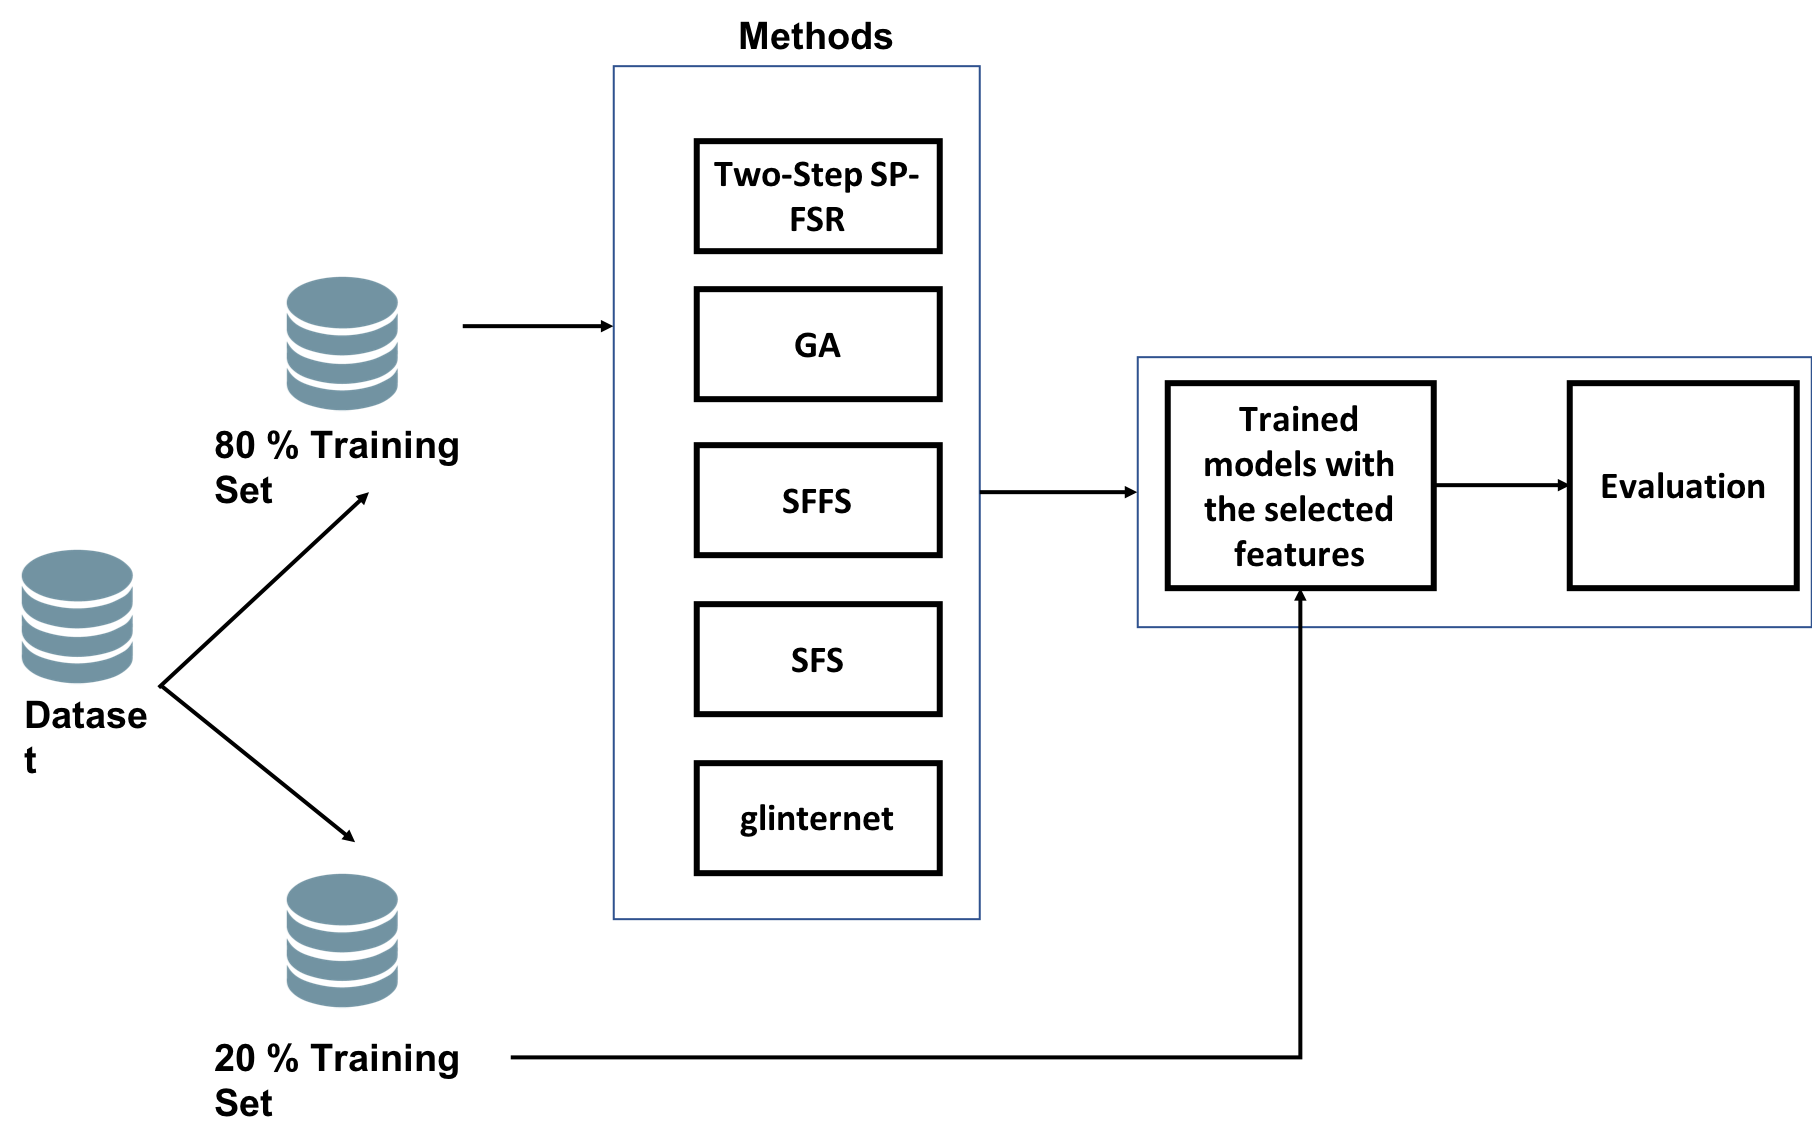 Methods
Two-Step SP-
FSR
GA
SFFS
SFS
glinternet
80 % Training
Set
Datase
t
20 % Training
Set
Trained
models with
the selected
features
Evaluation